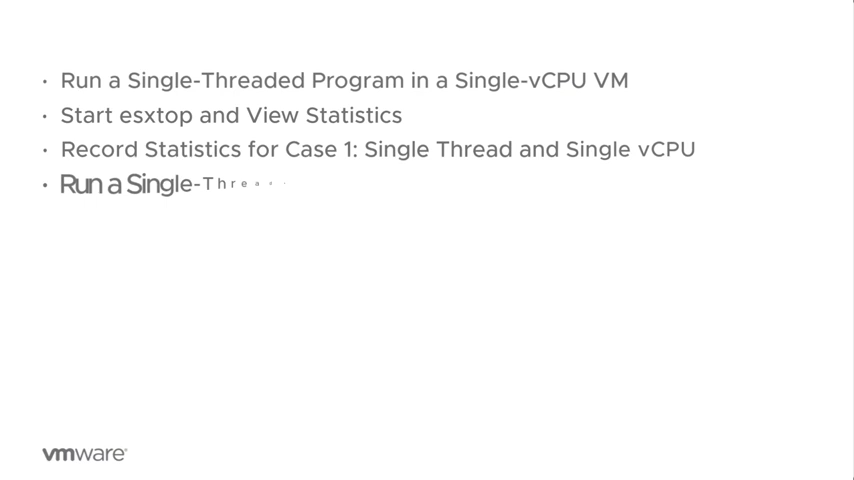 • Run a Single-Threaded Program in a Single-vCPU VM
• Start esxtop and View Statistics
• Record Statistics for Case 1: Single Thread and Single vCPU
• Run a Single-Threa
vmware